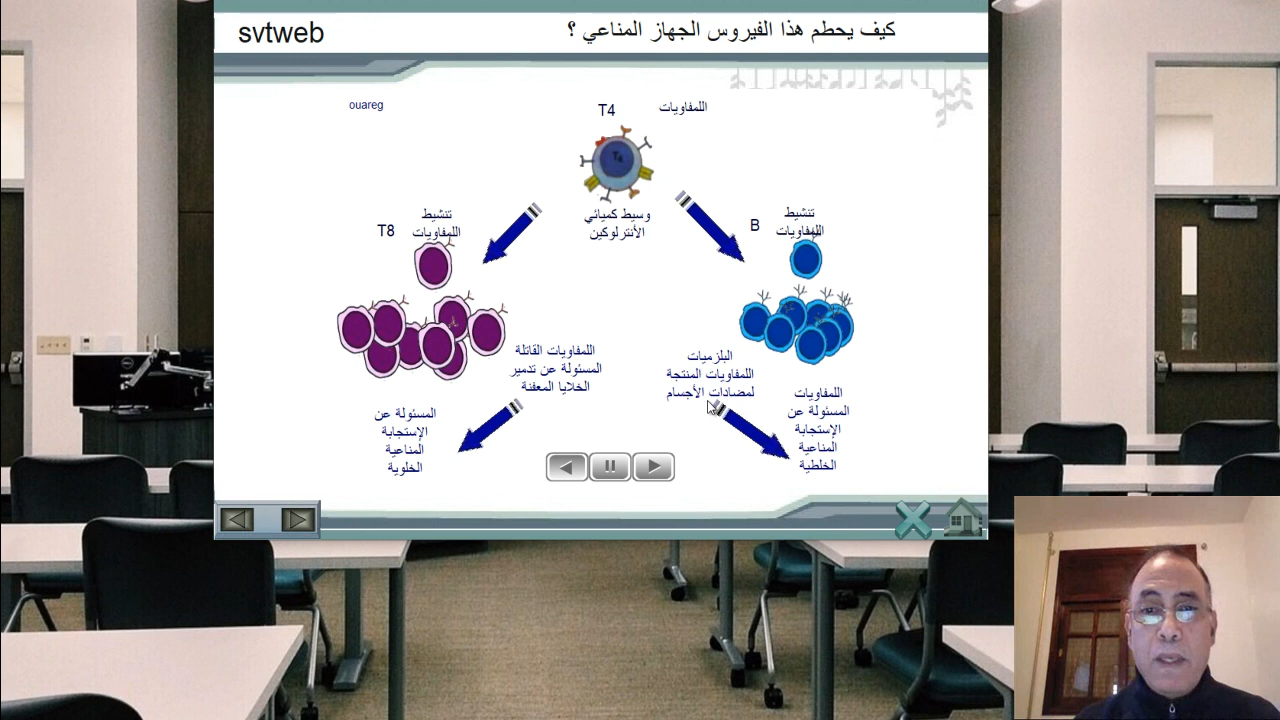 svtweb
كيف يحطم هذا الفيروس الجهاز المناعي ؟
ouareg
T4
اللمفاويات
T4
وسيط كميائي
الأنترلوكين
T8
تنشيط
اللمفاويات
B
تنشيط
اللمفاويات
اللمفاويات القاتلة
المسئولة عن تدمير
الخلايا المعفنة
المسئولة عن
الإستجابة
المناعية
الخلوية
البلزميات
اللمفاويات المنتجة
لمضادات الأجسام
اللمفاويات
المسئولة عن
الإستجابة
المناعية
الخلطية